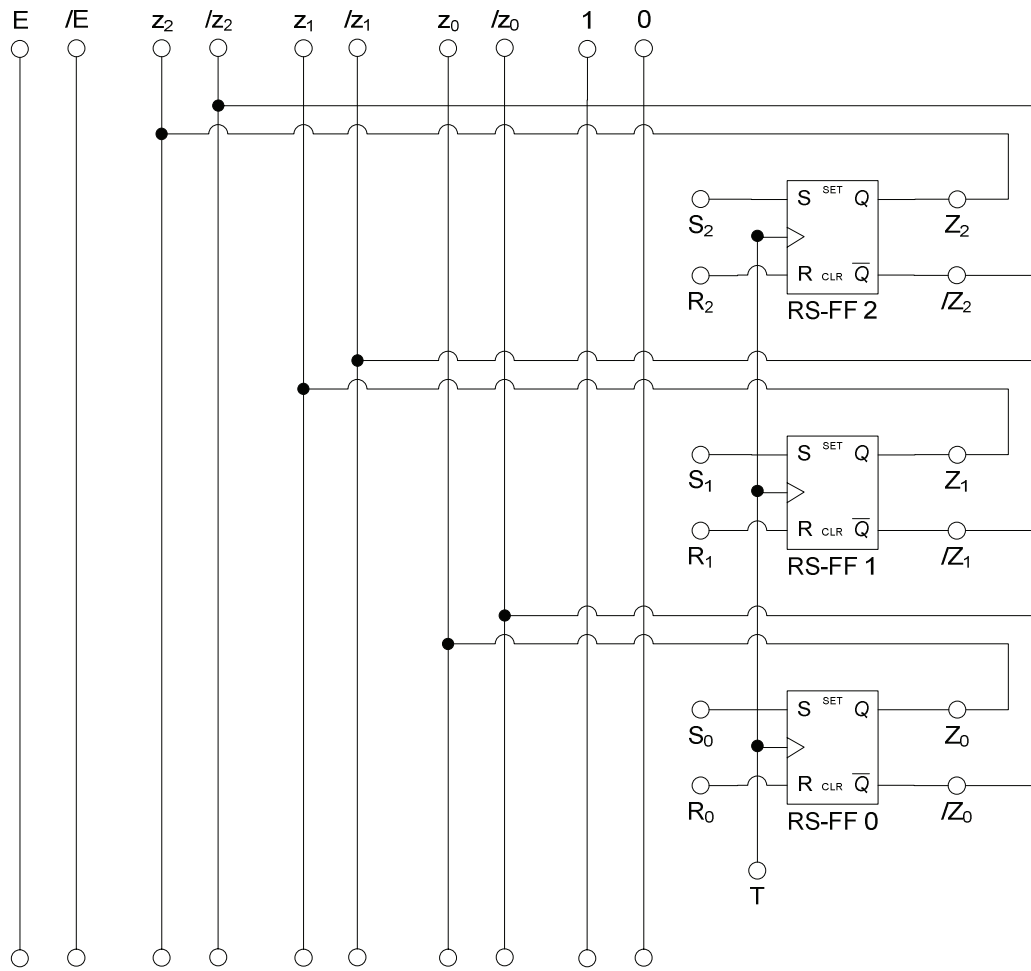 E /E z₂ /z₂ z₁ /z₁ z₀ /z₀ 1 0
S SET Q
S₂ Z₂
R CLR Q̅
R₂ RS-FF 2 /Z₂
S SET Q
S₁ Z₁
R CLR Q̅
R₁ RS-FF 1 /Z₁
S SET Q
S₀ Z₀
R CLR Q̅
R₀ RS-FF 0 /Z₀
T